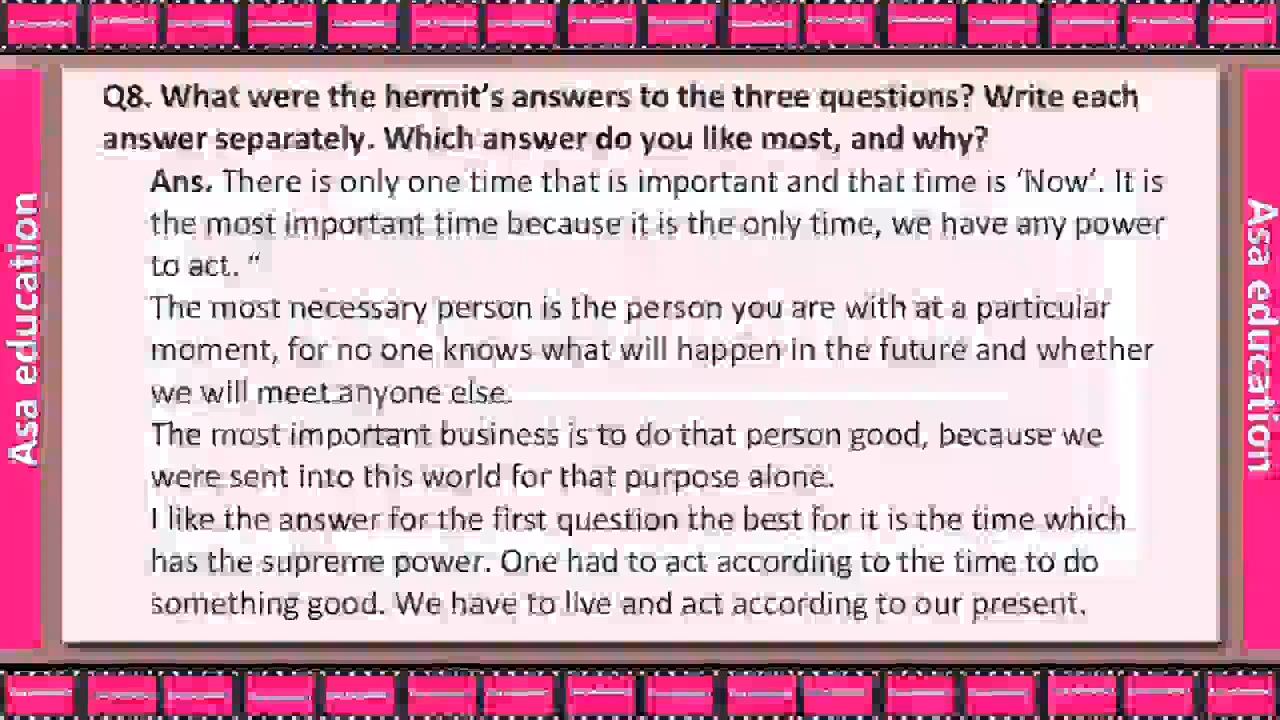 Q8. What were the hermit's answers to the three questions? Write each
answer separately. Which answer do you like most, and why?
Ans. There is only one time that is important and that time is 'Now'. It is
the most important time because it is the only time, we have any power
to act. "
The most necessary person is the person you are with at a particular
moment, for no one knows what will happen in the future and whether
we will meet anyone else.
The most important business is to do that person good, because we
were sent into this world for that purpose alone.
I like the answer for the first question the best for it is the time which
has the supreme power. One had to act according to the time to do
something good. We have to live and act according to our present.
Asa education
Asa education